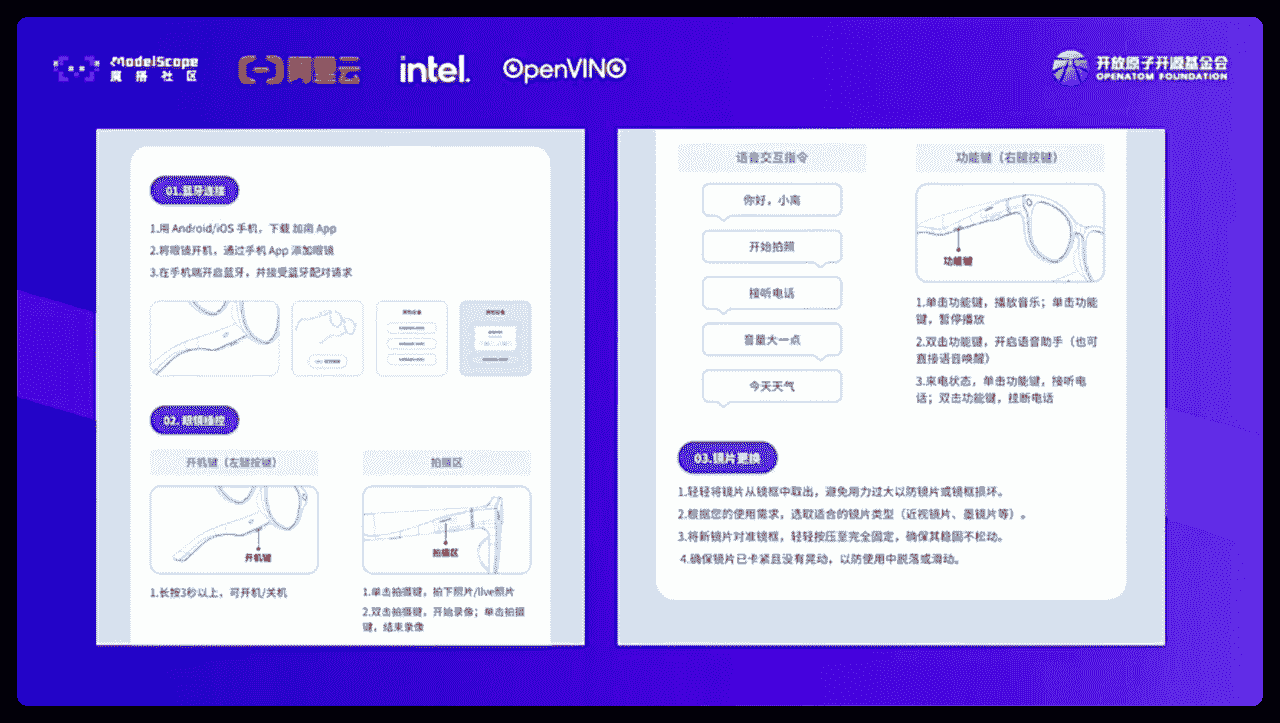 ModelScope
魔搭社区
阿里云
intel.
OpenVINO
开放原子开源基金会
OPENATOM FOUNDATION
01.蓝牙连接
1.用 Android/iOS 手机，下载 加南 App
2.将眼镜开机，通过手机 App 添加眼镜
3.在手机端开启蓝牙，并接受蓝牙配对请求
02.眼镜操控
开机键（左腿按键）
开机键
1.长按3秒以上，可开机/关机
拍摄区
拍摄区
1.单击拍摄键，拍下照片/live照片
2.双击拍摄键，开始录像；单击拍摄
键，结束录像
语音交互指令
你好，小南
开始拍照
接听电话
音量大一点
今天天气
功能键（右腿按键）
功能键
1.单击功能键，播放音乐；单击功能
键，暂停播放
2.双击功能键，开启语音助手（也可
直接语音唤醒）
3.来电状态，单击功能键，接听电
话；双击功能键，挂断电话
03.镜片更换
1.轻轻将镜片从镜框中取出，避免用力过大以防镜片或镜框损坏。
2.根据您的使用需求，选取适合的镜片类型（近视镜片、墨镜片等）。
3.将新镜片对准镜框，轻轻按压至完全固定，确保其稳固不松动。
4.确保镜片已卡紧且没有晃动，以防使用中脱落或滑动。